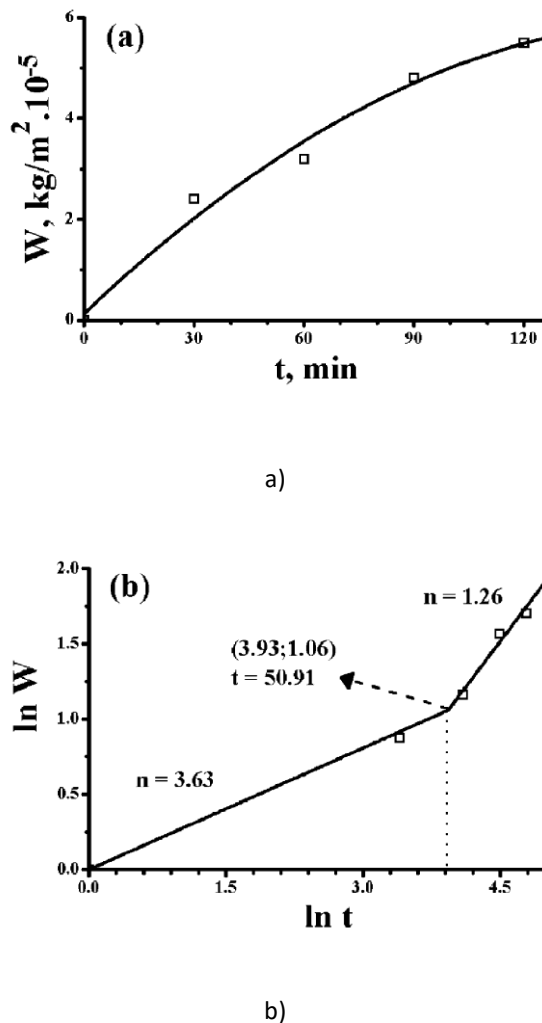 (a)
6
4
2
0
W, kg/m².10⁻⁵
0 30 60 90 120
t, min
a)
(b)
2.0
1.5
1.0
0.5
0.0
ln W
n = 1.26
(3.93;1.06)
t = 50.91
n = 3.63
0.0 1.5 3.0 4.5
ln t
b)